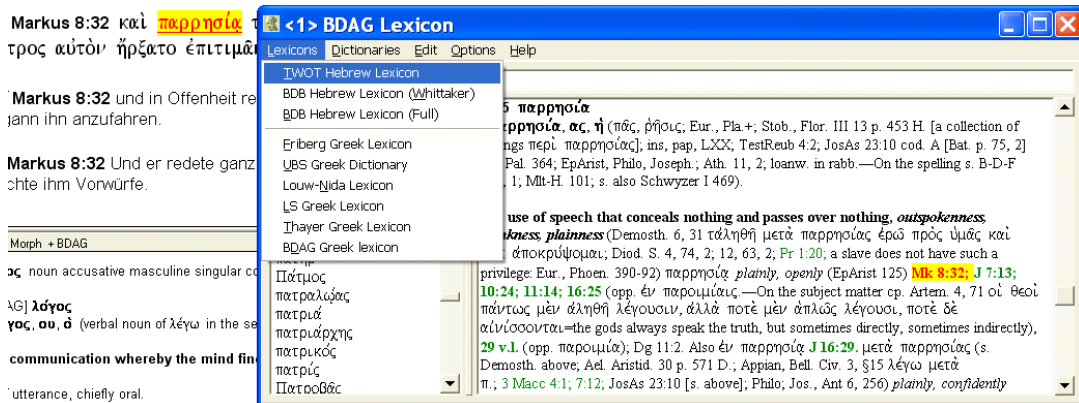 Markus 8:32 καὶ παρρησίᾳ τ
τρος αὐτὸν ἤρξατο ἐπιτιμᾶ
Markus 8:32 und in Offenheit re
gann ihn anzufahren.
Markus 8:32 Und er redete ganz
chte ihm Vorwürfe.
Morph + BDAG
ος noun accusative masculine singular co
AG] λόγος
γος, ου, ὁ (verbal noun of λέγω in the se
communication whereby the mind fin
utterance, chiefly oral.
<1> BDAG Lexicon
Lexicons Dictionaries Edit Options Help
TWOT Hebrew Lexicon
BDB Hebrew Lexicon (Whittaker)
BDB Hebrew Lexicon (Full)
Friberg Greek Lexicon
UBS Greek Dictionary
Louw-Nida Lexicon
LS Greek Lexicon
Thayer Greek Lexicon
BDAG Greek lexicon
Πάτμος
πατραλῴας
πατριά
πατριάρχης
πατρικός
πατρίς
Πατροβᾶς
5 παρρησία
ρρησία, ας, ἡ (πᾶς, ῥῆσις; Eur., Pla.+; Stob., Flor. III 13 p. 453 H. [a collection of
ngs περὶ παρρησίας]; ins, pap, LXX; TestReub 4:2; JosAs 23:10 cod. A [Bat. p. 75, 2]
Pal. 364; EpArist, Philo, Joseph.; Ath. 11, 2; loanw. in rabb.—On the spelling s. B-D-F
, 1; Mlt-H. 101; s. also Schwyzer I 469).
use of speech that conceals nothing and passes over nothing, outspokenness,
kness, plainness (Demosth. 6, 31 τἀληθῆ μετὰ παρρησίας ἐρῶ πρὸς ὑμᾶς καὶ
ἀποκρύψομαι; Diod. S. 4, 74, 2; 12, 63, 2; Pr 1:20; a slave does not have such a
privilege: Eur., Phoen. 390-92) παρρησίᾳ plainly, openly (EpArist 125) Mk 8:32; J 7:13;
10:24; 11:14; 16:25 (opp. ἐν παροιμίαις.—On the subject matter cp. Artem. 4, 71 οἱ θεοὶ
πάντως μὲν ἀληθῆ λέγουσιν, ἀλλὰ ποτὲ μὲν ἁπλῶς λέγουσι, ποτὲ δὲ
αἰνίσσονται=the gods always speak the truth, but sometimes directly, sometimes indirectly),
29 v.l. (opp. παροιμία); Dg 11:2. Also ἐν παρρησίᾳ J 16:29. μετὰ παρρησίας (s.
Demosth. above; Ael. Aristid. 30 p. 571 D.; Appian, Bell. Civ. 3, §15 λέγω μετὰ
π.; 3 Macc 4:1; 7:12; JosAs 23:10 [s. above]; Philo; Jos., Ant 6, 256) plainly, confidently